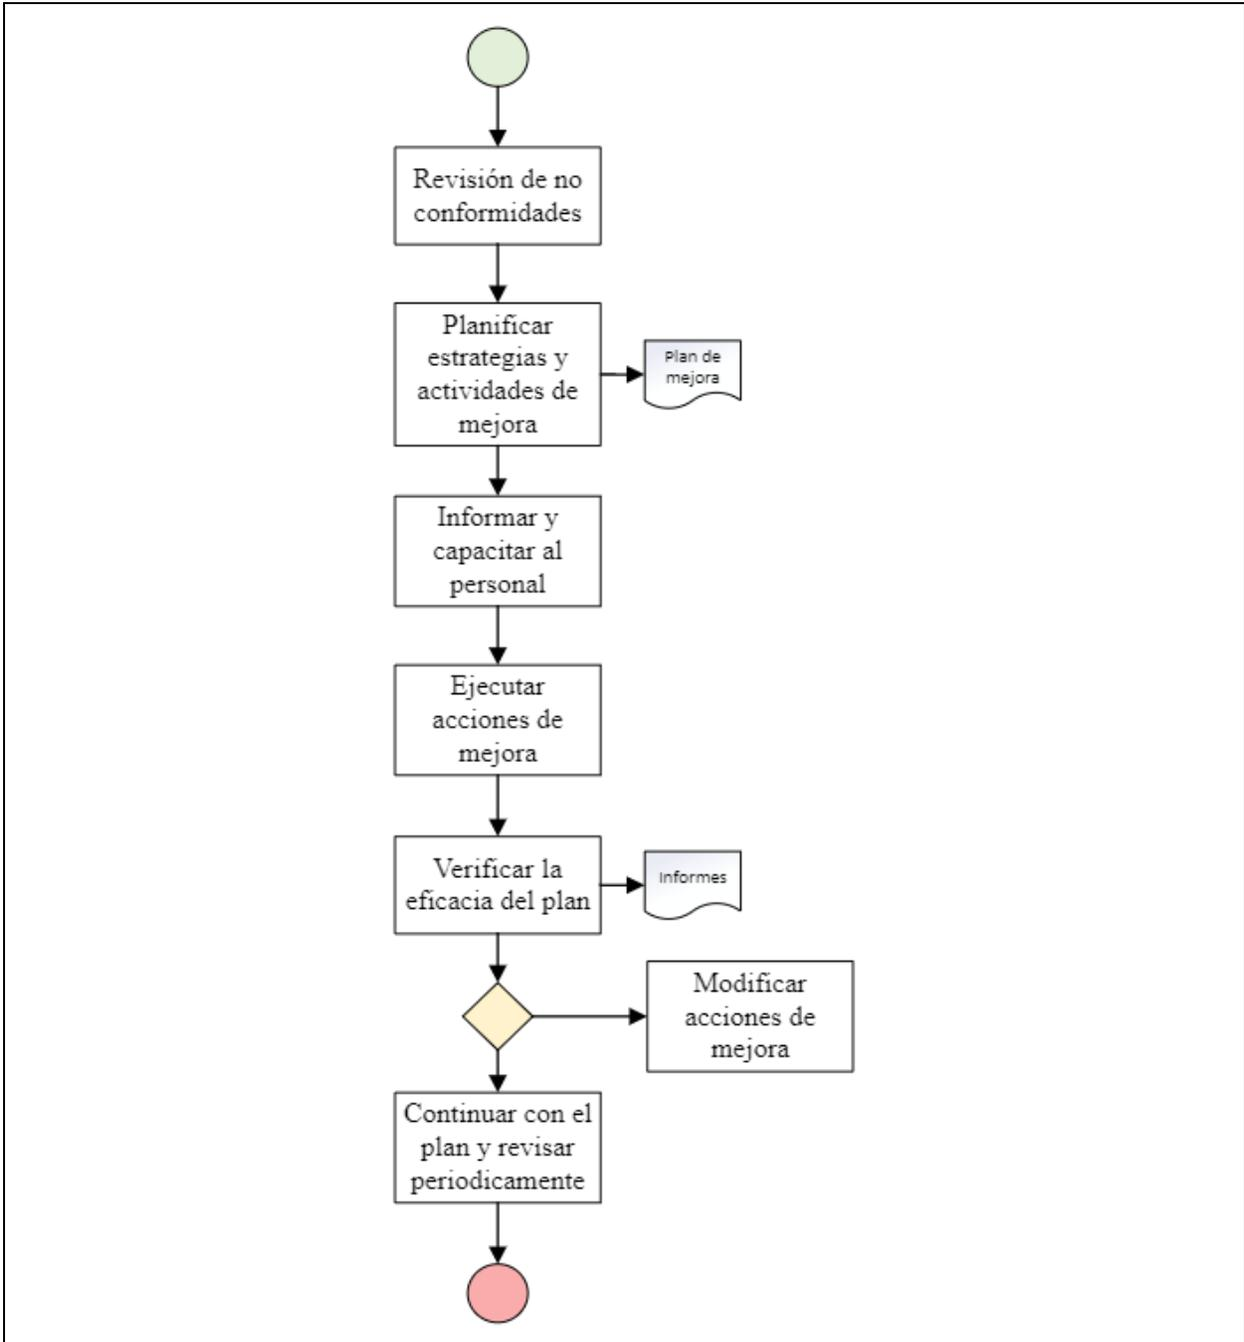 Revisión de no
conformidades
Planificar
estrategias y
actividades de
mejora
Plan de
mejora
Informar y
capacitar al
personal
Ejecutar
acciones de
mejora
Verificar la
eficacia del plan
Informes
Modificar
acciones de
mejora
Continuar con el
plan y revisar
periodicamente